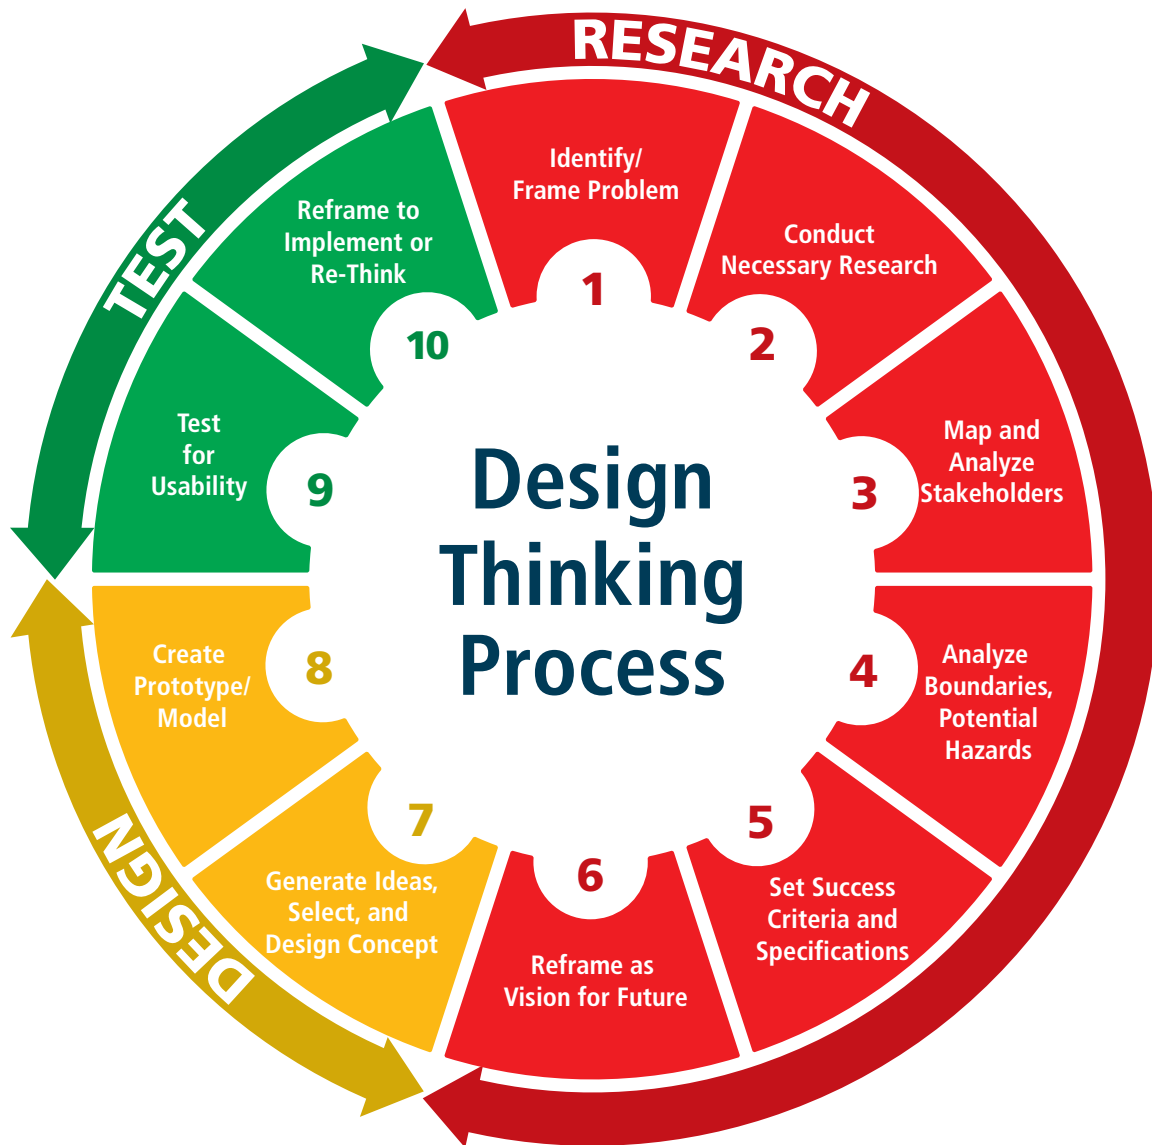 RESEARCH
Identify/
Frame Problem
1
Conduct
Necessary Research
2
Map and
Analyze
Stakeholders
3
Analyze
Boundaries,
Potential
Hazards
4
Set Success
Criteria and
Specifications
5
Reframe as
Vision for Future
6
DESIGN
Generate Ideas,
Select, and
Design Concept
7
Create
Prototype/
Model
8
TEST
Test
for
Usability
9
Reframe to
Implement or
Re-Think
10
Design
Thinking
Process